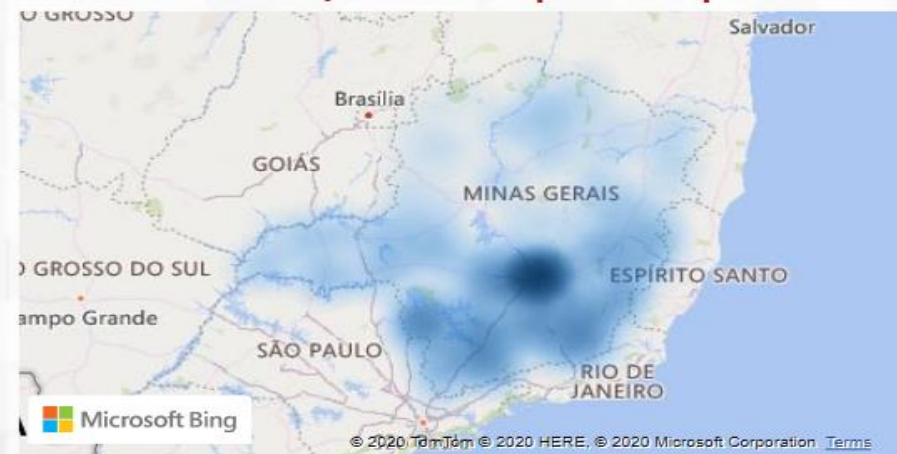 O GROSSO
Salvador
Brasília
GOIÁS
MINAS GERAIS
O GROSSO DO SUL
ESPÍRITO SANTO
ampo Grande
SÃO PAULO
RIO DE
JANEIRO
Microsoft Bing
© 2020 TomTom © 2020 HERE, © 2020 Microsoft Corporation Terms